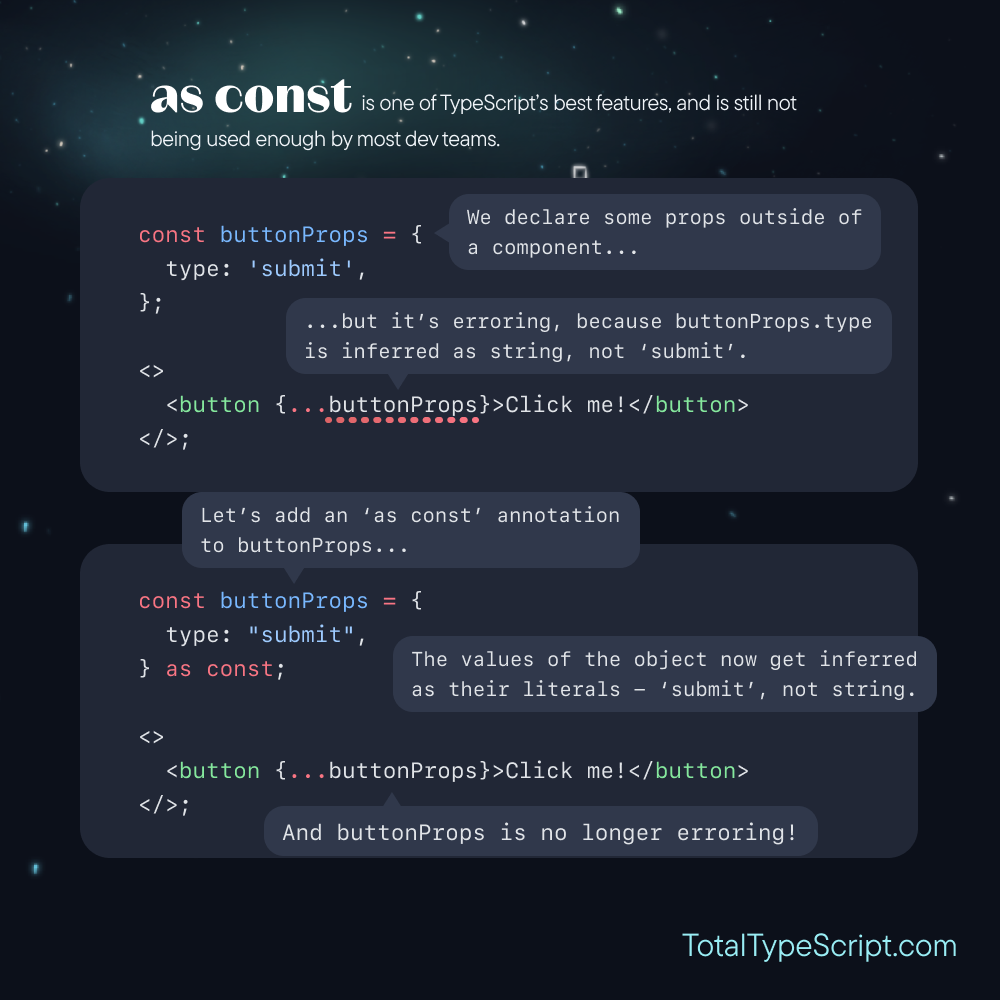 as const is one of TypeScript’s best features, and is still not
being used enough by most dev teams.
We declare some props outside of
a component...
const buttonProps = {
type: 'submit',
};
...but it’s erroring, because buttonProps.type
is inferred as string, not ‘submit’.
<>
<button {...buttonProps}>Click me!</button>
</>;
Let’s add an ‘as const’ annotation
to buttonProps...
const buttonProps = {
type: "submit",
} as const;
The values of the object now get inferred
as their literals – ‘submit’, not string.
<>
<button {...buttonProps}>Click me!</button>
</>;
And buttonProps is no longer erroring!
TotalTypeScript.com